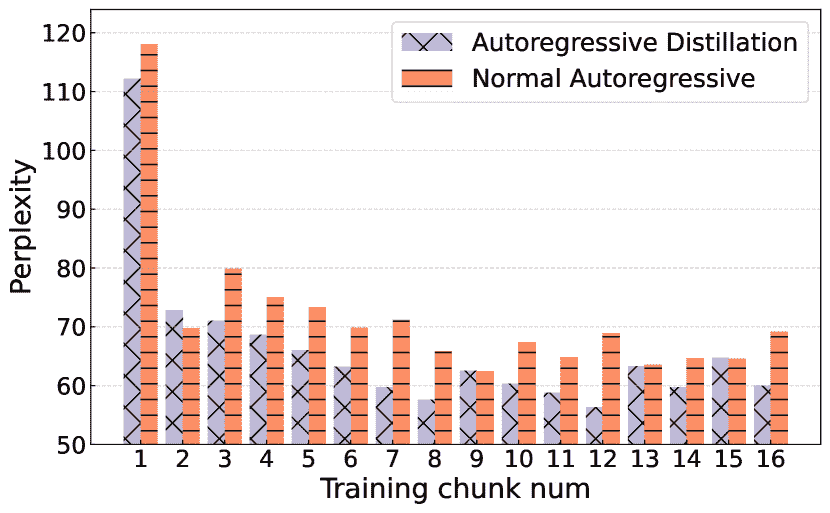 Autoregressive Distillation
Normal Autoregressive
Perplexity
120
110
100
90
80
70
60
50
1 2 3 4 5 6 7 8 9 10 11 12 13 14 15 16
Training chunk num